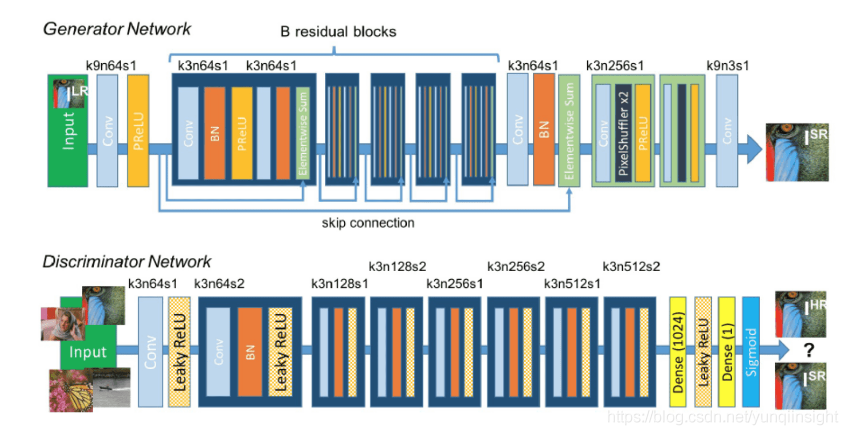 Generator Network
B residual blocks
k9n64s1
k3n64s1
k3n64s1
k3n64s1
k3n256s1
k9n3s1
I LR
Input
Conv
PReLU
Conv
BN
PReLU
Elementwise Sum
Conv
BN
Elementwise Sum
Conv
PixelShuffler x2
PReLU
Conv
I SR
skip connection
Discriminator Network
k3n64s1
k3n64s2
k3n128s1
k3n128s2
k3n256s1
k3n256s2
k3n512s1
k3n512s2
Input
Conv
Leaky ReLU
Conv
BN
Leaky ReLU
Dense (1024)
Leaky ReLU
Dense (1)
Sigmoid
I HR
?
I SR
https://blog.csdn.net/yunqiinsight